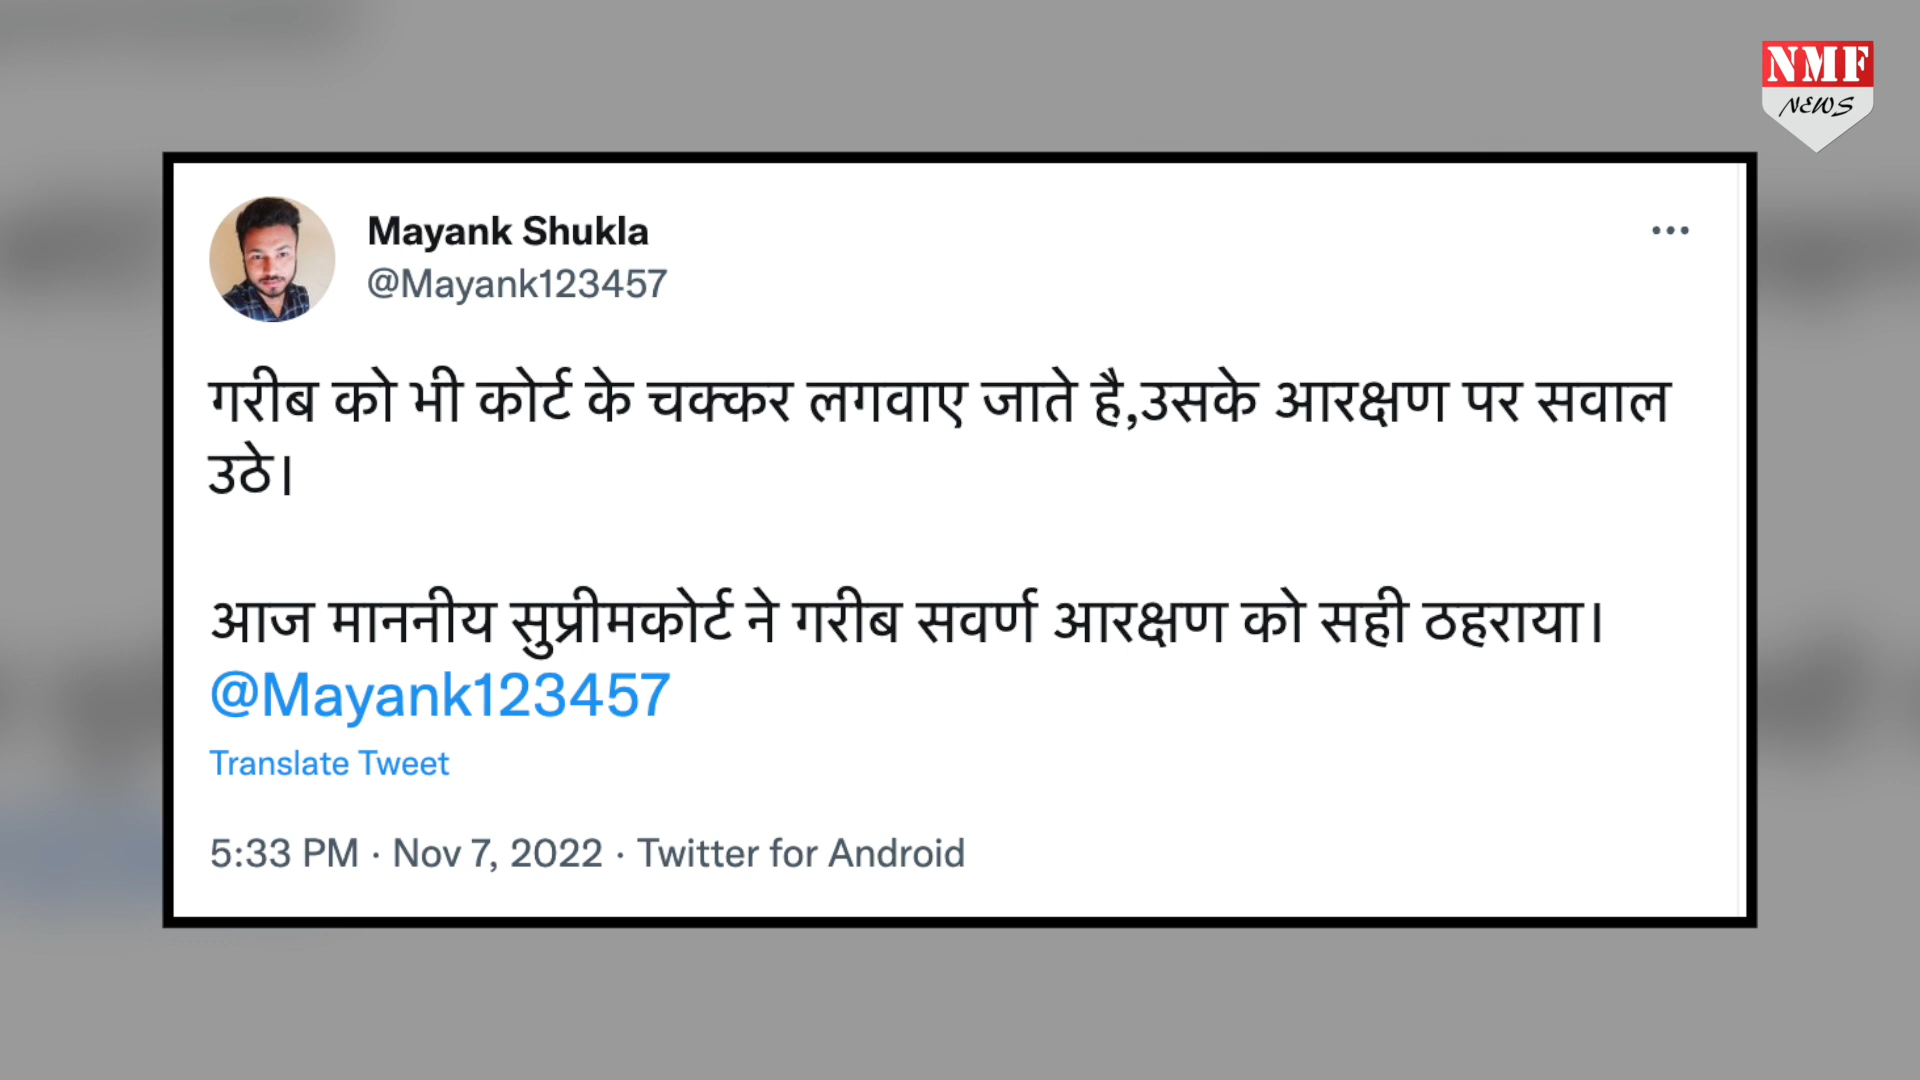 NMF
NEWS
Mayank Shukla
@Mayank123457
गरीब को भी कोर्ट के चक्कर लगवाए जाते है,उसके आरक्षण पर सवाल
उठे।
आज माननीय सुप्रीमकोर्ट ने गरीब सवर्ण आरक्षण को सही ठहराया।
@Mayank123457
Translate Tweet
5:33 PM · Nov 7, 2022 · Twitter for Android